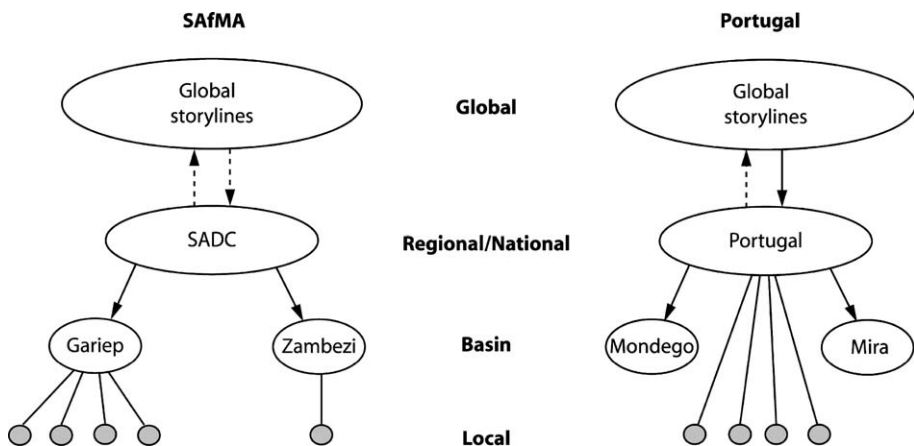 SAfMA
Portugal
Global
storylines
Global
Global
storylines
SADC
Regional/National
Portugal
Gariep
Zambezi
Basin
Mondego
Mira
Local